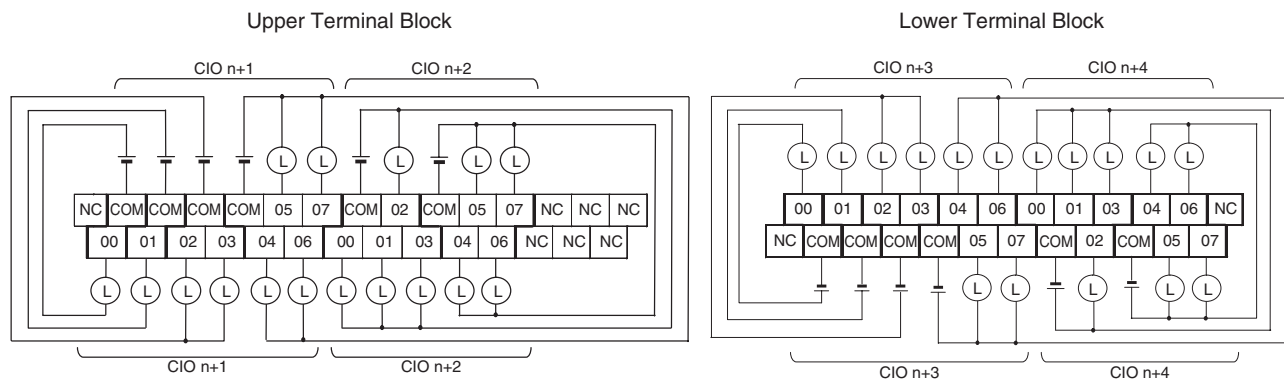 Upper Terminal Block
Lower Terminal Block
CIO n+1
CIO n+2
L L L L L
NC COM COM COM COM 05 07 COM 02 COM 05 07 NC NC NC
00 01 02 03 04 06 00 01 03 04 06 NC NC NC
L L L L L L L L L L L
CIO n+1
CIO n+2
CIO n+3
CIO n+4
L L L L L L L L L L L
00 01 02 03 04 06 00 01 03 04 06 NC
NC COM COM COM COM 05 07 COM 02 COM 05 07
L L L L L
CIO n+3
CIO n+4